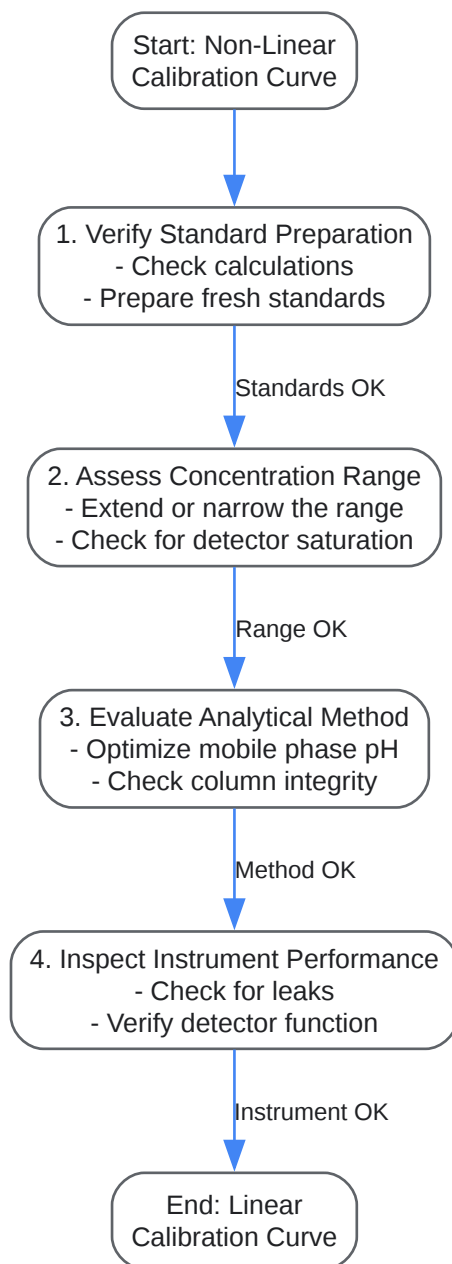 Start: Non-Linear
Calibration Curve
1. Verify Standard Preparation
- Check calculations
- Prepare fresh standards
Standards OK
2. Assess Concentration Range
- Extend or narrow the range
- Check for detector saturation
Range OK
3. Evaluate Analytical Method
- Optimize mobile phase pH
- Check column integrity
Method OK
4. Inspect Instrument Performance
- Check for leaks
- Verify detector function
Instrument OK
End: Linear
Calibration Curve